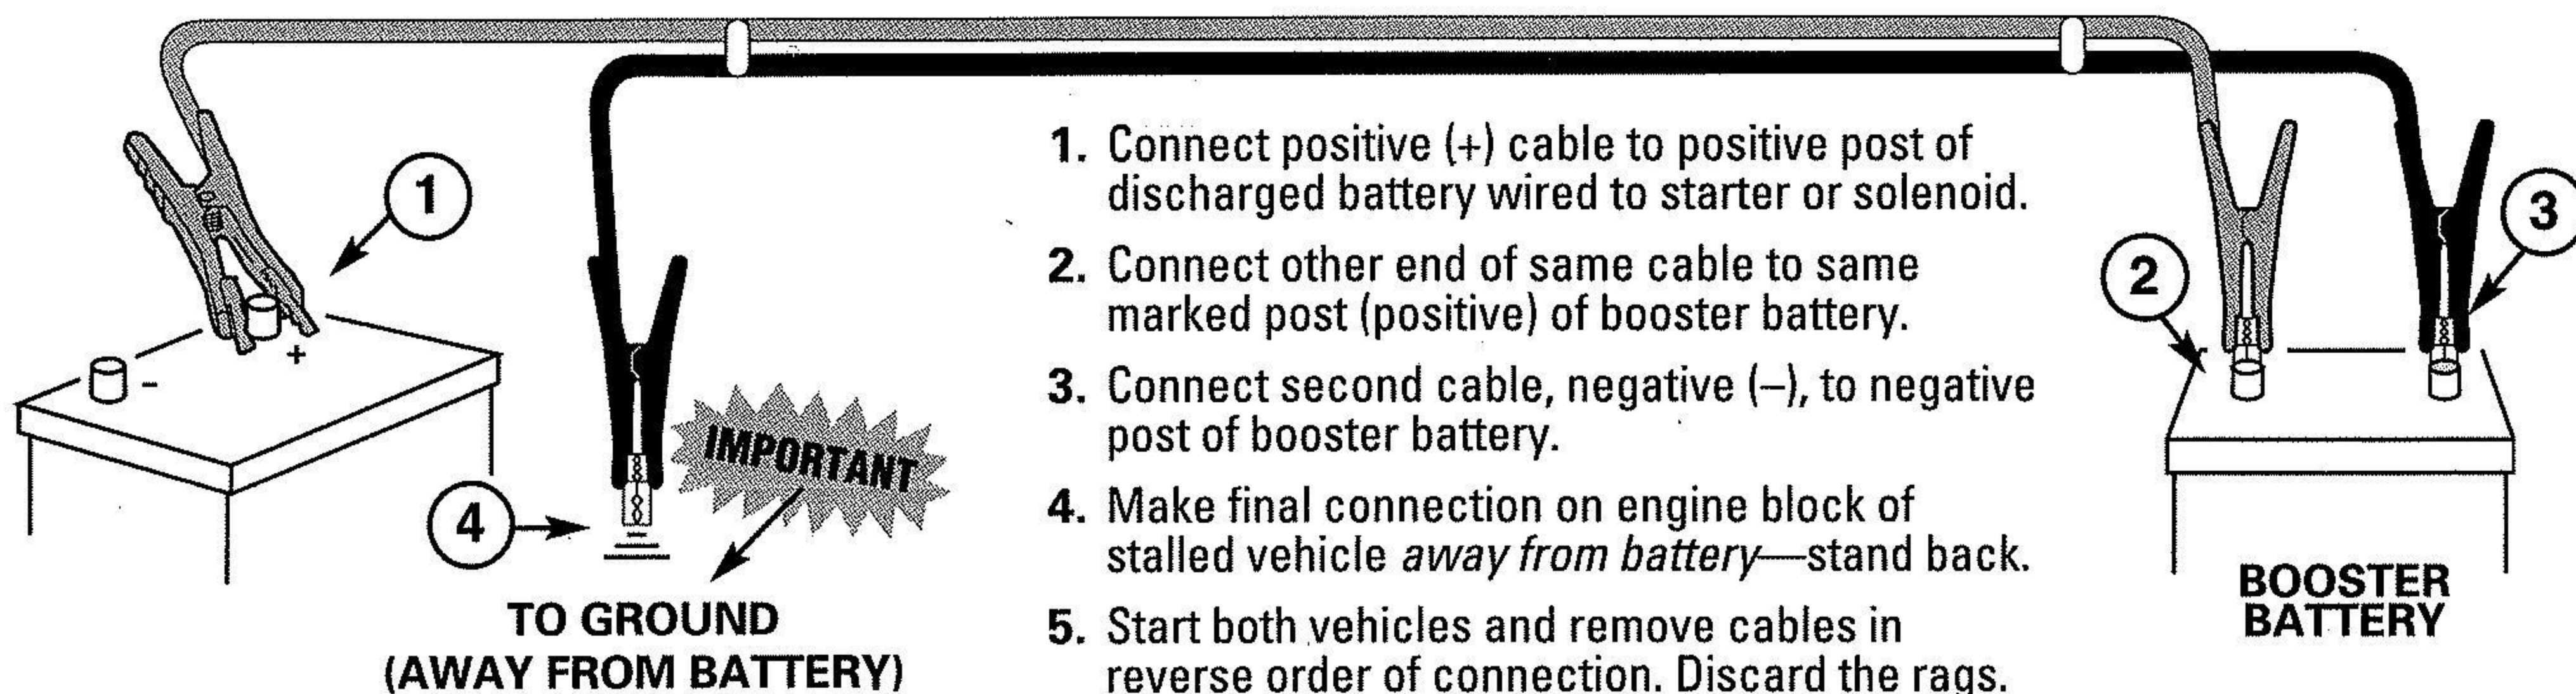 1
+
-
IMPORTANT
4
TO GROUND
(AWAY FROM BATTERY)
1. Connect positive (+) cable to positive post of
discharged battery wired to starter or solenoid.
2. Connect other end of same cable to same
marked post (positive) of booster battery.
3. Connect second cable, negative (–), to negative
post of booster battery.
4. Make final connection on engine block of
stalled vehicle away from battery—stand back.
5. Start both vehicles and remove cables in
reverse order of connection. Discard the rags.
2
3
BOOSTER
BATTERY